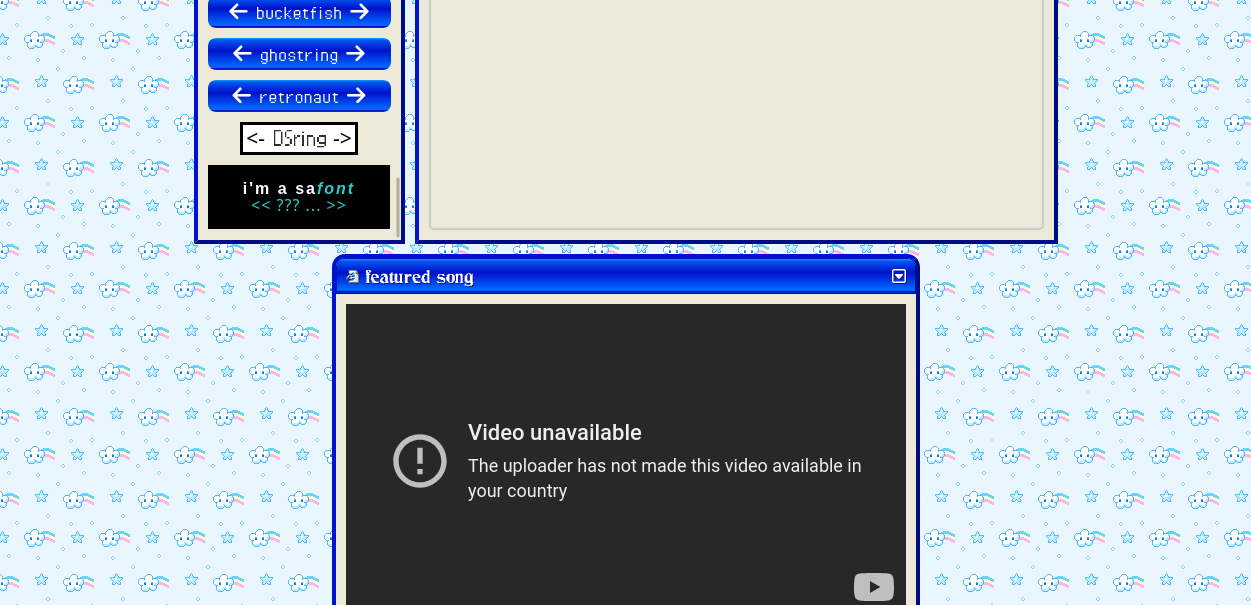 ← bucketfish →
← ghostring →
← retronaut →
<- DSring ->
i'm a safont
<< ??? ... >>
featured song
Video unavailable
The uploader has not made this video available in
your country